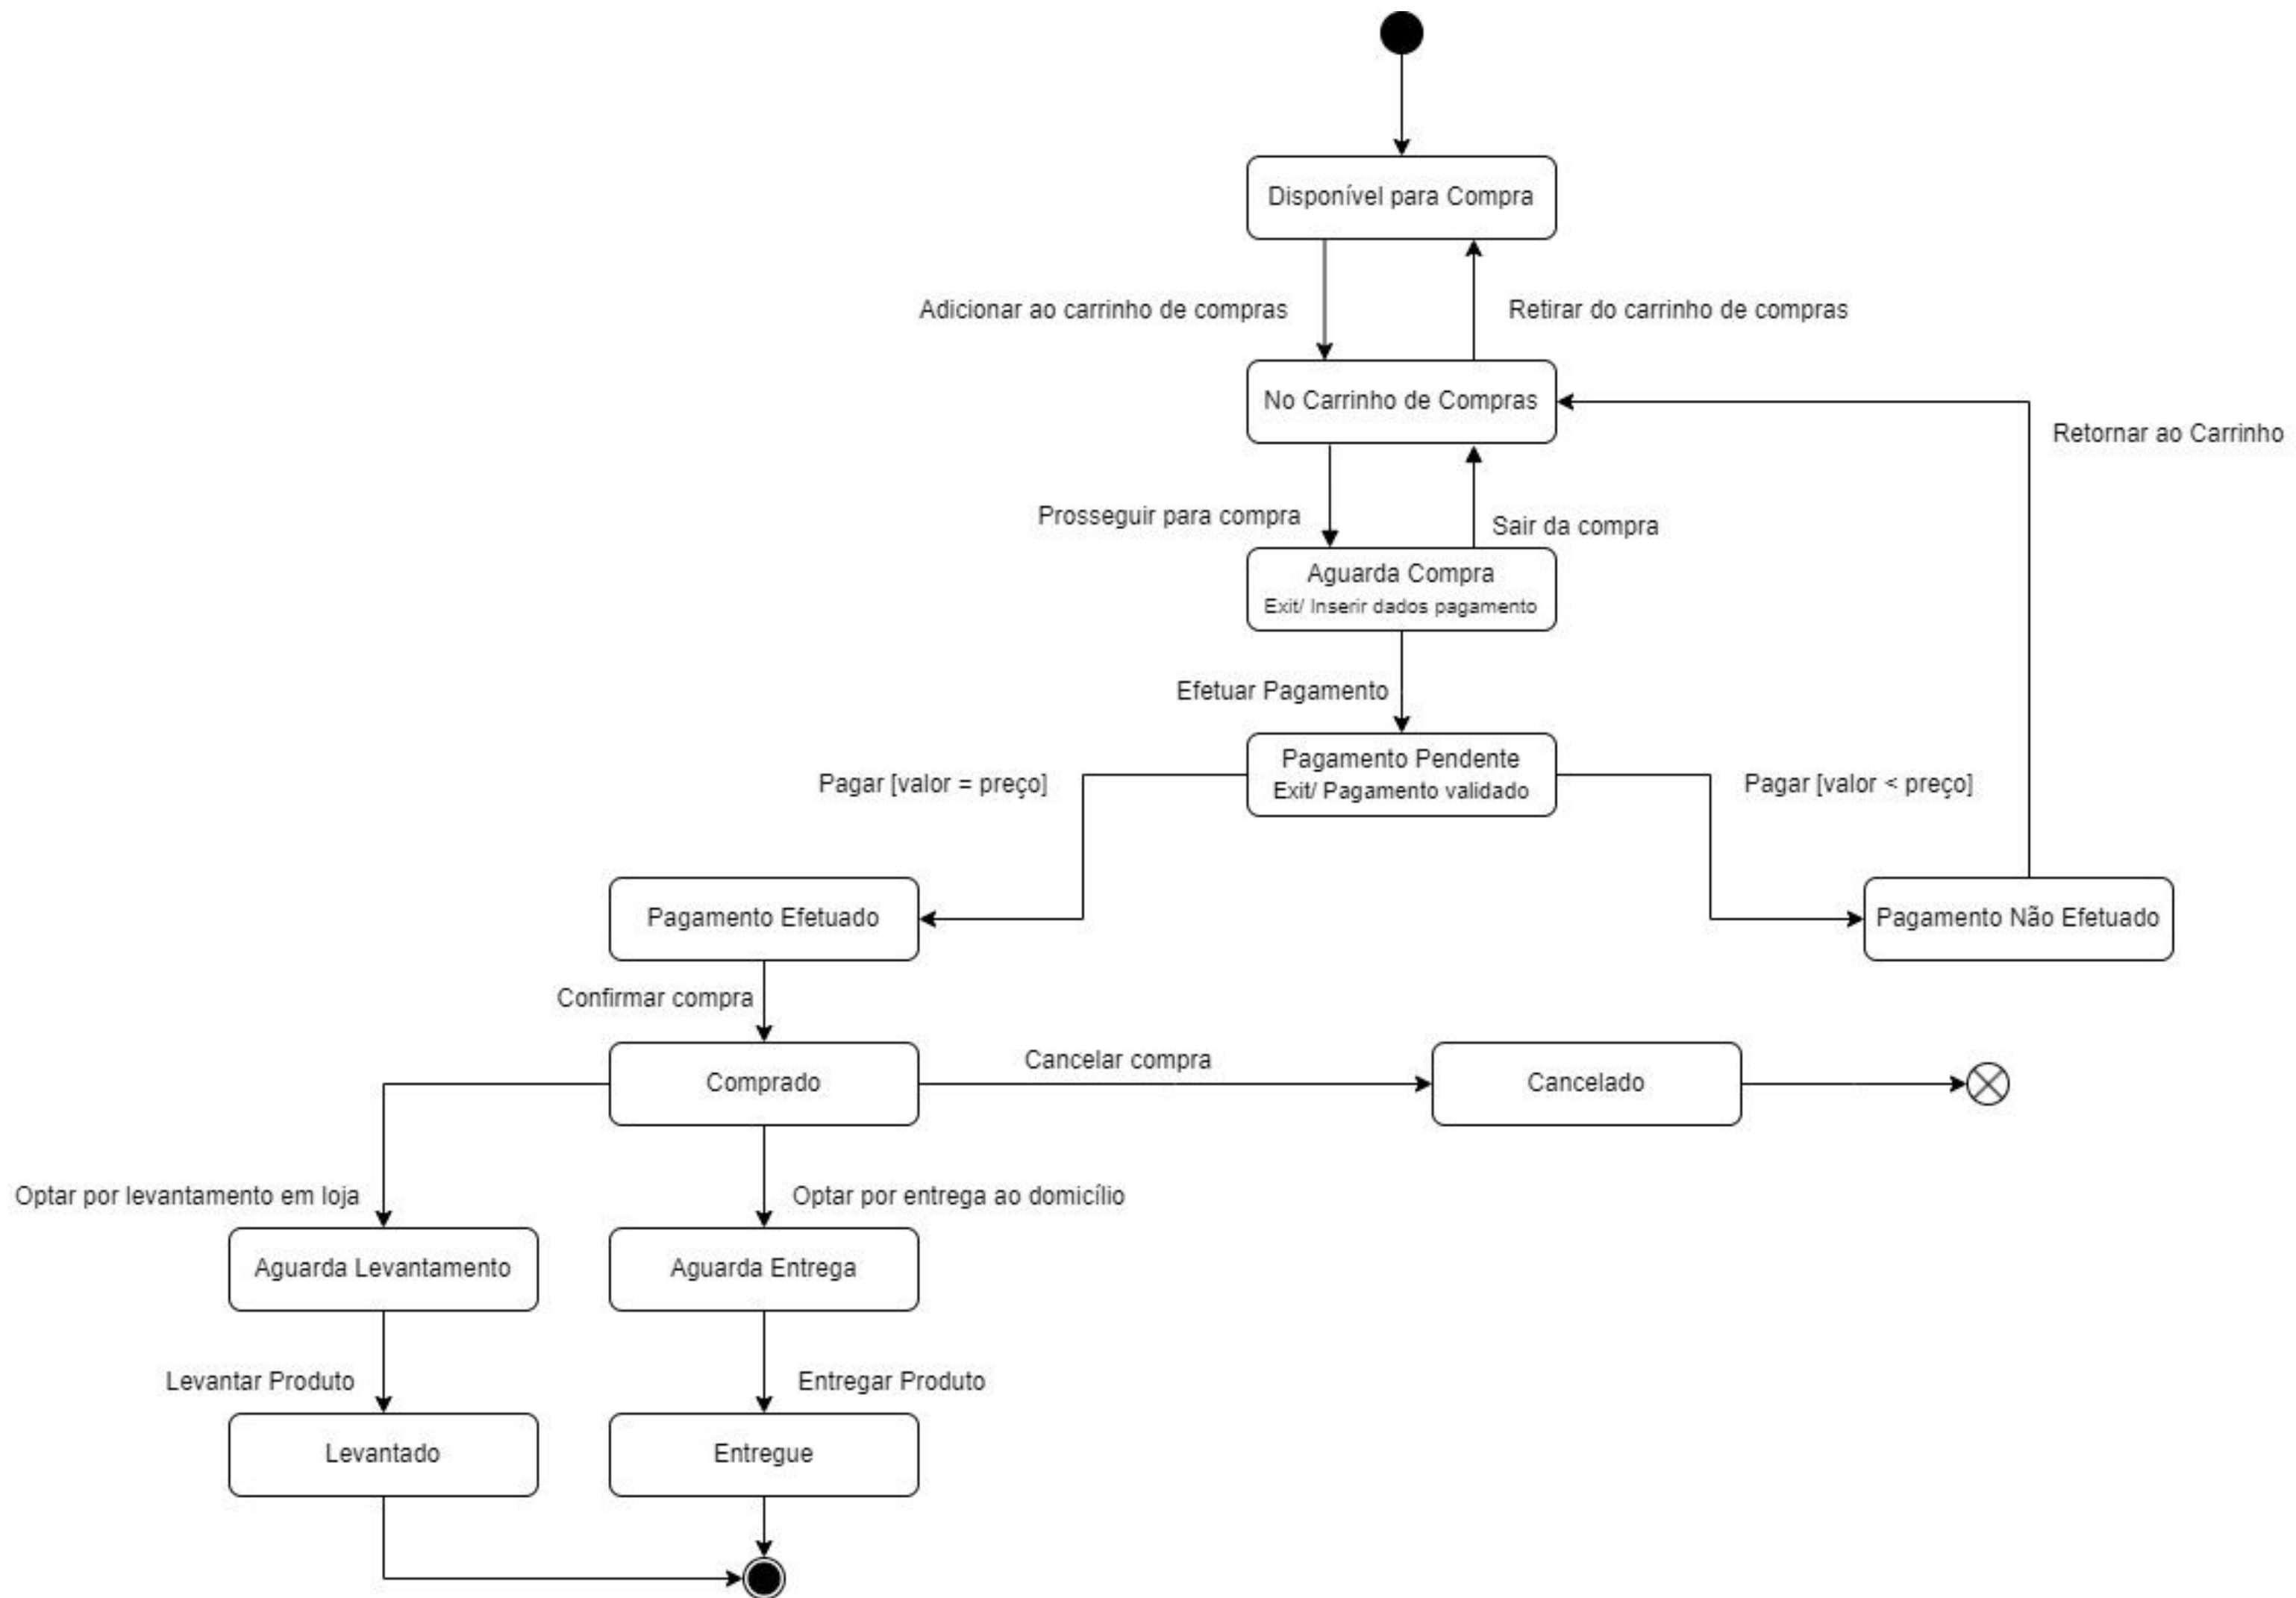 Disponível para Compra
Adicionar ao carrinho de compras
Retirar do carrinho de compras
No Carrinho de Compras
Retornar ao Carrinho
Prosseguir para compra
Sair da compra
Aguarda Compra
Exit/ Inserir dados pagamento
Efetuar Pagamento
Pagamento Pendente
Exit/ Pagamento validado
Pagar [valor = preço]
Pagar [valor < preço]
Pagamento Efetuado
Pagamento Não Efetuado
Confirmar compra
Comprado
Cancelar compra
Cancelado
Optar por levantamento em loja
Optar por entrega ao domicílio
Aguarda Levantamento
Aguarda Entrega
Levantar Produto
Entregar Produto
Levantado
Entregue